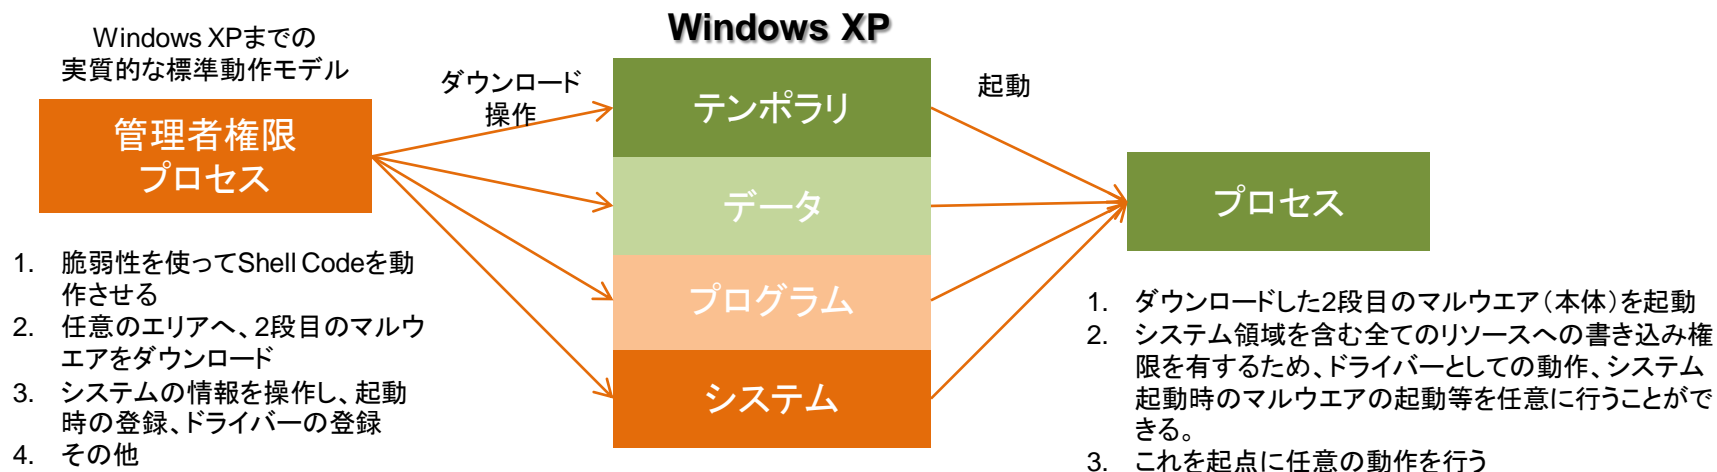 Windows XP
Windows XPまでの
実質的な標準動作モデル
管理者権限
プロセス
ダウンロード
操作
テンポラリ
データ
プログラム
システム
起動
プロセス
1. 脆弱性を使ってShell Codeを動
作させる
2. 任意のエリアへ、2段目のマルウ
エアをダウンロード
3. システムの情報を操作し、起動
時の登録、ドライバーの登録
4. その他
1. ダウンロードした2段目のマルウエア（本体）を起動
2. システム領域を含む全てのリソースへの書き込み権
限を有するため、ドライバーとしての動作、システム
起動時のマルウエアの起動等を任意に行うことがで
きる。
3. これを起点に任意の動作を行う